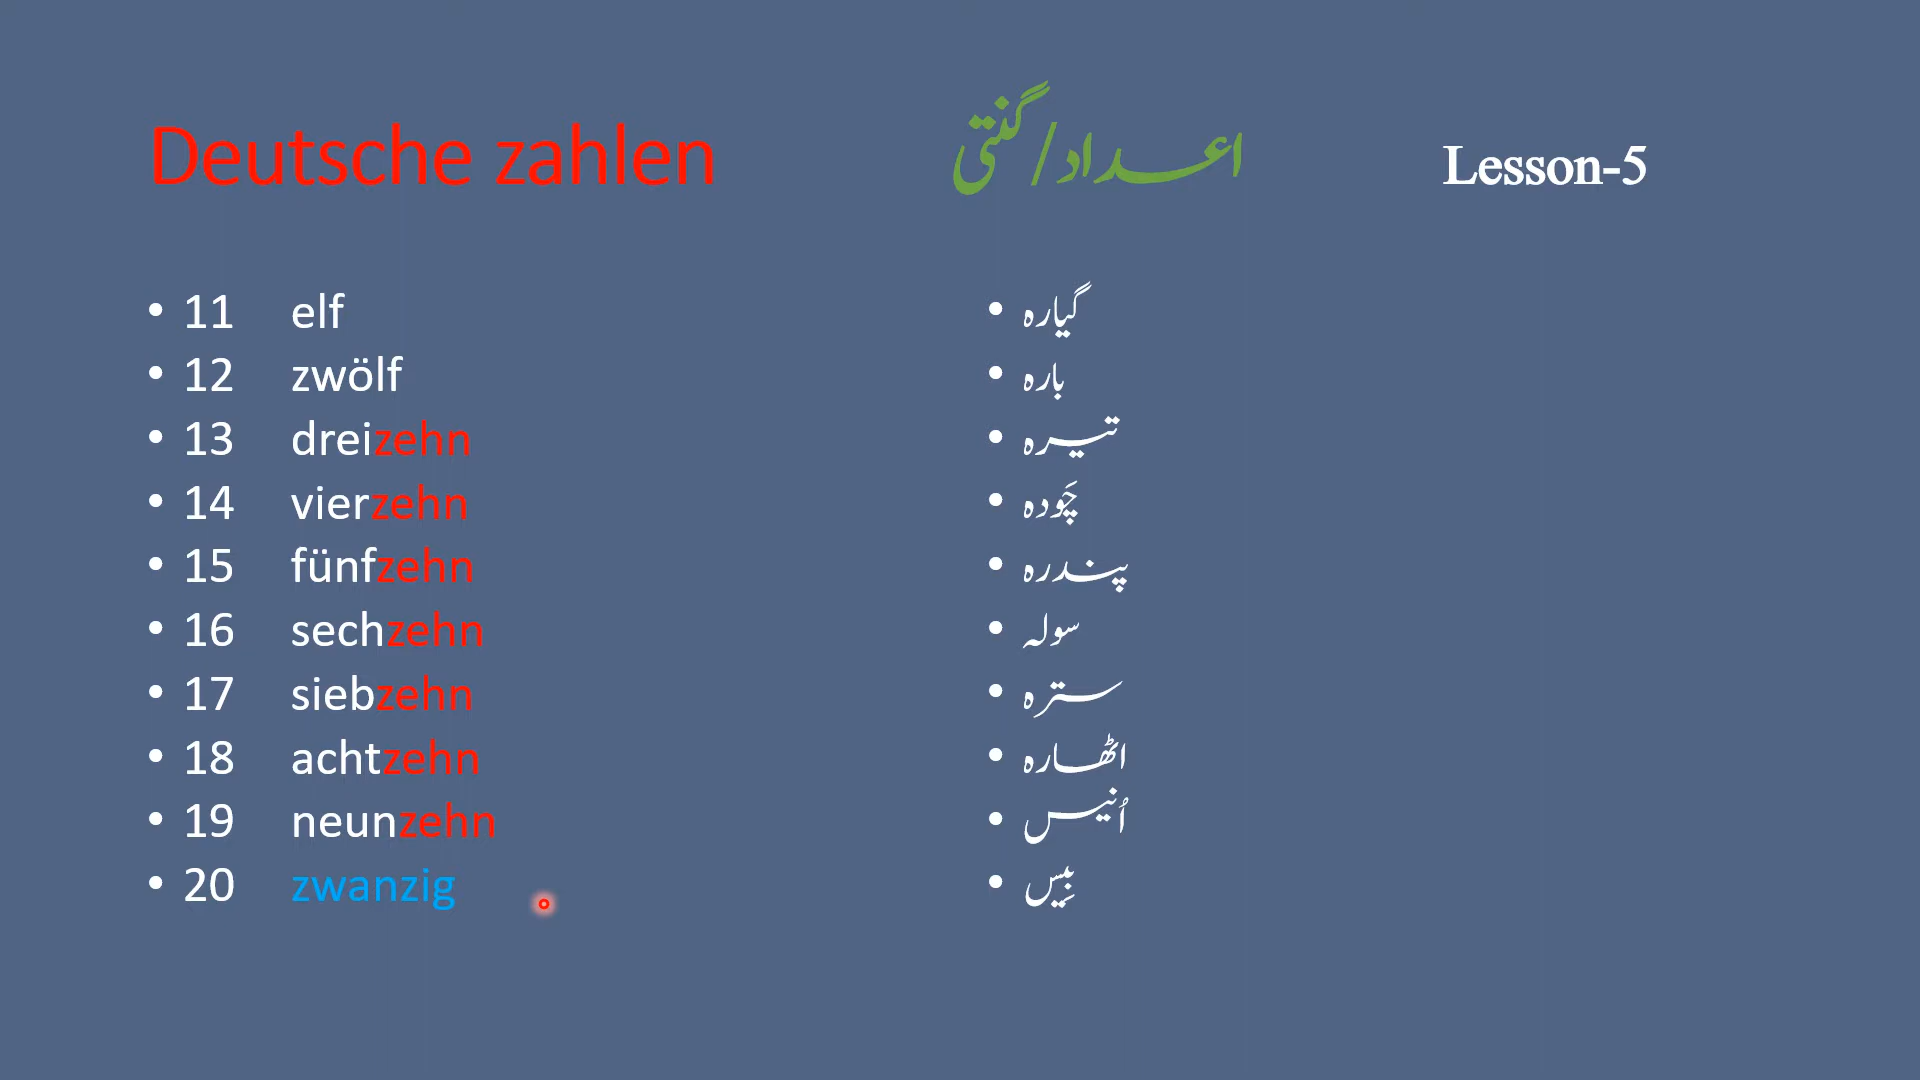 Deutsche zahlen
اعداد/گنتی
Lesson-5
• 11 elf
• 12 zwölf
• 13 dreizehn
• 14 vierzehn
• 15 fünfzehn
• 16 sechzehn
• 17 siebzehn
• 18 achtzehn
• 19 neunzehn
• 20 zwanzig
• گیارہ
• بارہ
• تیرہ
• چَودہ
• پندرہ
• سولہ
• سترہ
• اٹھارہ
• اُنیس
• بِیس